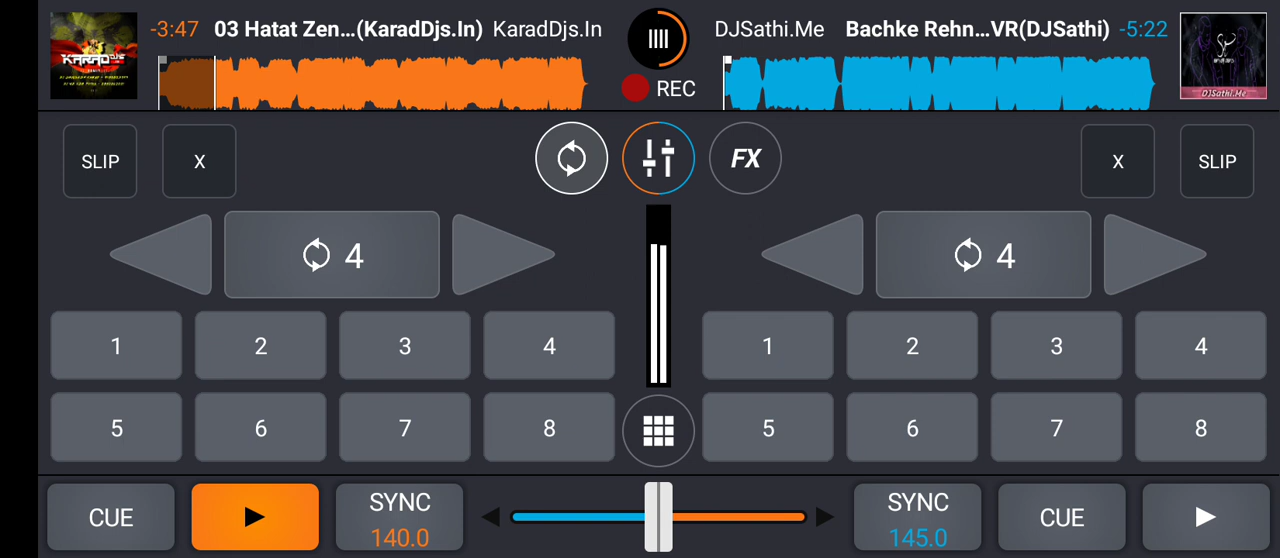 -3:47 03 Hatat Zen...(KaradDjs.In) KaradDjs.In
DJSathi.Me Bachke Rehn...VR(DJSathi) -5:22
KARAD DJs
DJSathi.Me
REC
SLIP X FX X SLIP
4 4
1 2 3 4 1 2 3 4
5 6 7 8 5 6 7 8
CUE SYNC 140.0 SYNC 145.0 CUE